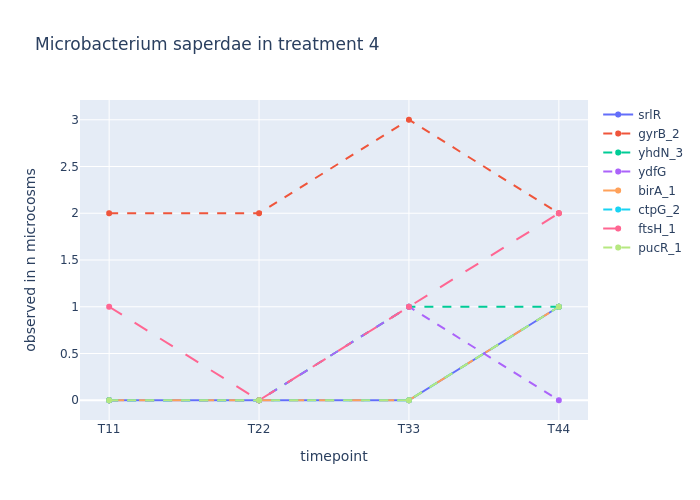 Microbacterium saperdae in treatment 4
observed in n microcosms
3
2.5
2
1.5
1
0.5
0
T11
T22
T33
T44
timepoint
srlR
gyrB_2
yhdN_3
ydfG
birA_1
ctpG_2
ftsH_1
pucR_1